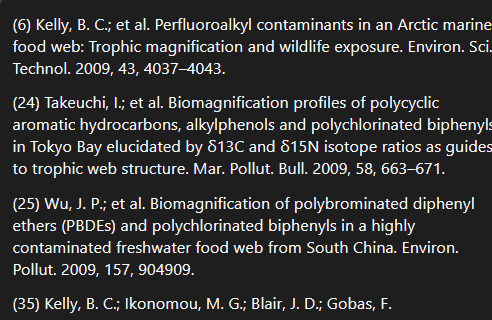 (6) Kelly, B. C.; et al. Perfluoroalkyl contaminants in an Arctic marine
food web: Trophic magnification and wildlife exposure. Environ. Sci.
Technol. 2009, 43, 4037–4043.
(24) Takeuchi, I.; et al. Biomagnification profiles of polycyclic
aromatic hydrocarbons, alkylphenols and polychlorinated biphenyls
in Tokyo Bay elucidated by δ13C and δ15N isotope ratios as guides
to trophic web structure. Mar. Pollut. Bull. 2009, 58, 663–671.
(25) Wu, J. P.; et al. Biomagnification of polybrominated diphenyl
ethers (PBDEs) and polychlorinated biphenyls in a highly
contaminated freshwater food web from South China. Environ.
Pollut. 2009, 157, 904909.
(35) Kelly, B. C.; Ikonomou, M. G.; Blair, J. D.; Gobas, F.